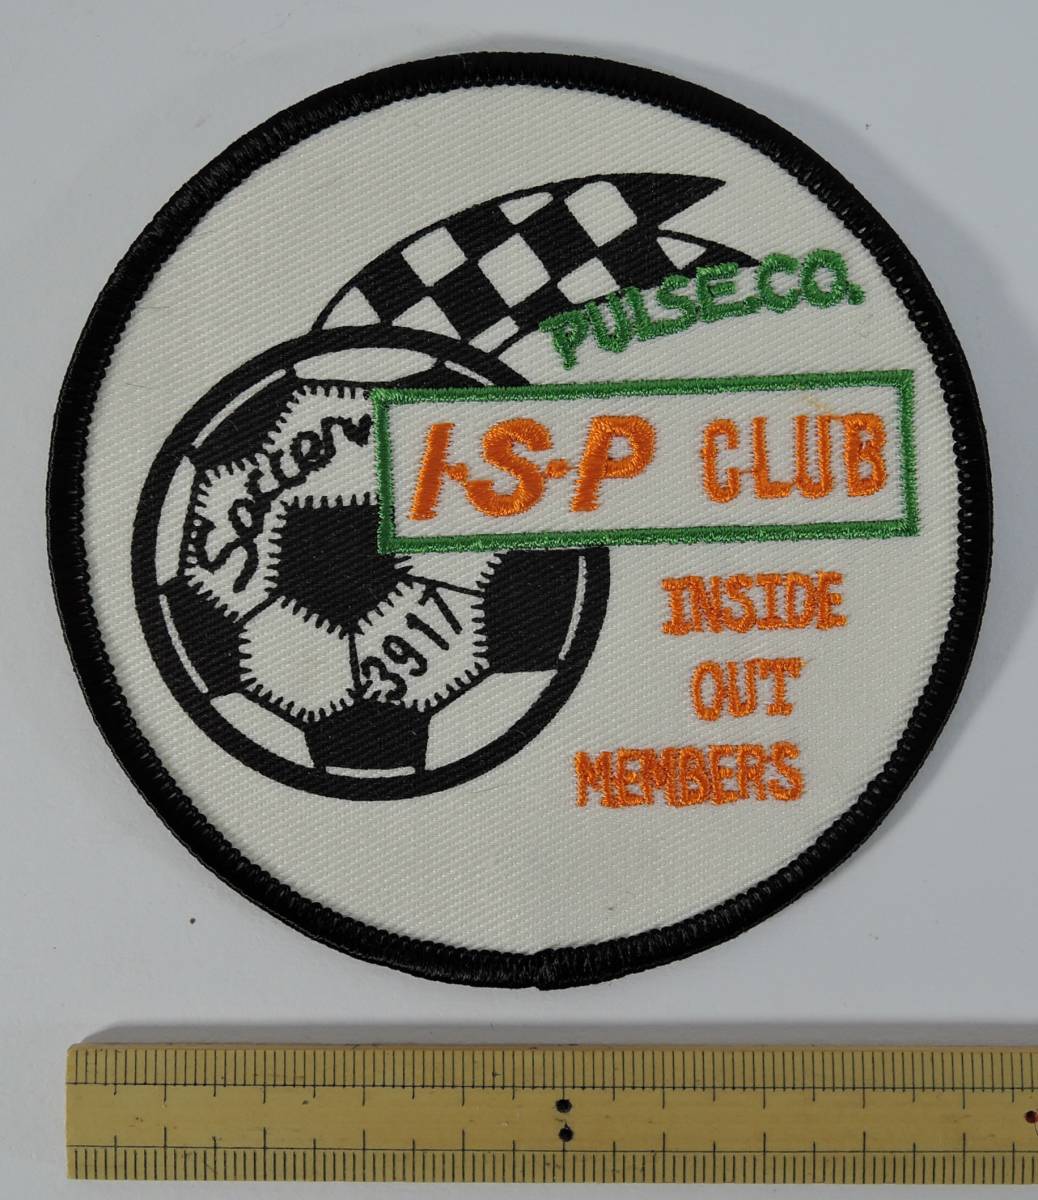 PULSE.CO.
I·S·P CLUB
Soccer
3917
INSIDE
OUT
MEMBERS